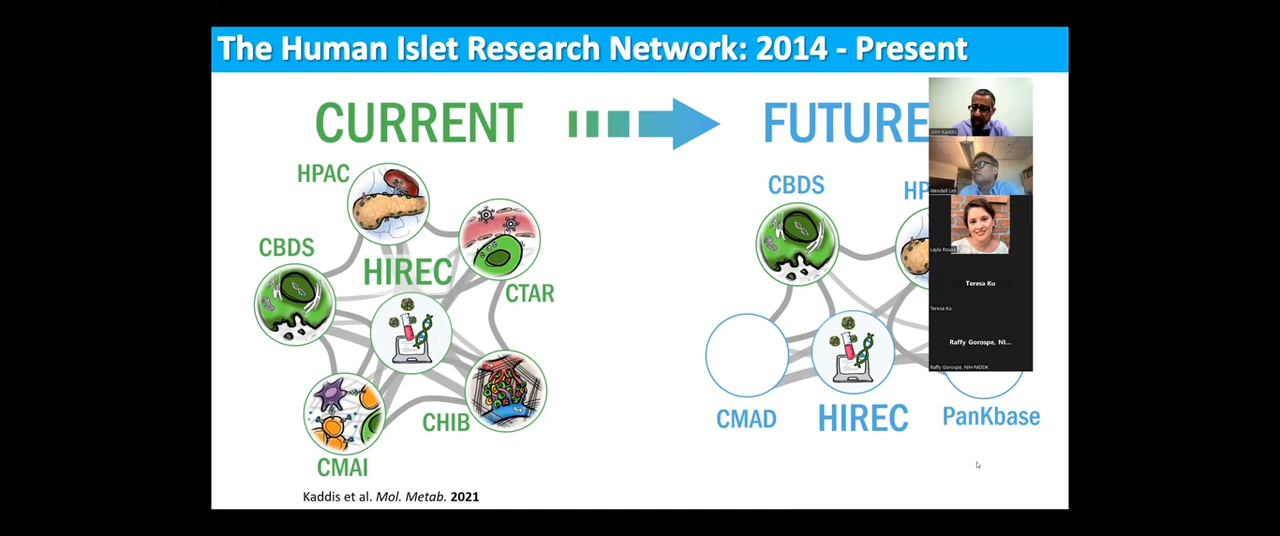 The Human Islet Research Network: 2014 - Present
CURRENT
FUTURE
HPAC
CBDS
HIREC
CTAR
CHIB
CMAI
CBDS
HP
CMAD
HIREC
PanKbase
Kaddis et al. Mol. Metab. 2021
John Kaddis
Wendell Lim
Layla Rouse
Teresa Ku
Teresa Ku
Raffy Gorospe, NI...
Raffy Gorospe, NIH-NIDDK